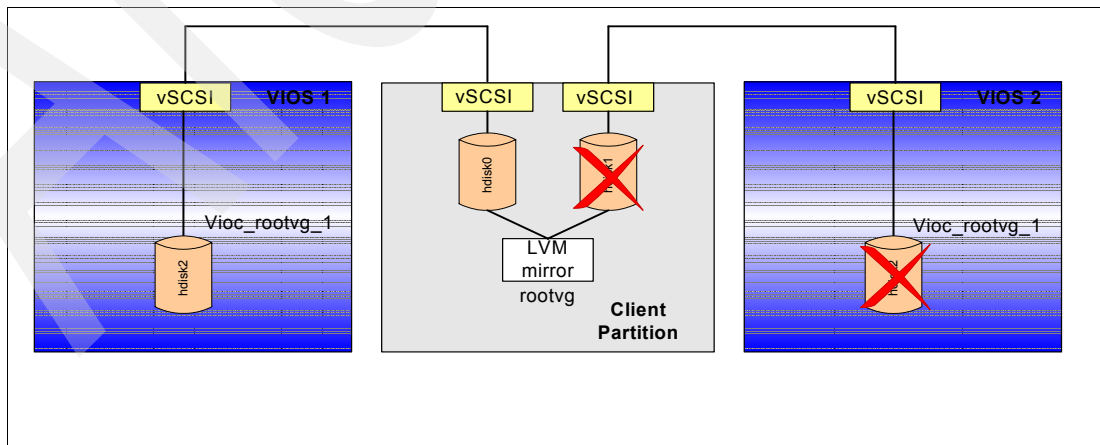 vSCSI
VIOS 1
vSCSI
vSCSI
vSCSI
VIOS 2
hdisk0
Vioc_rootvg_1
Vioc_rootvg_1
hdisk2
LVM
mirror
rootvg
Client
Partition